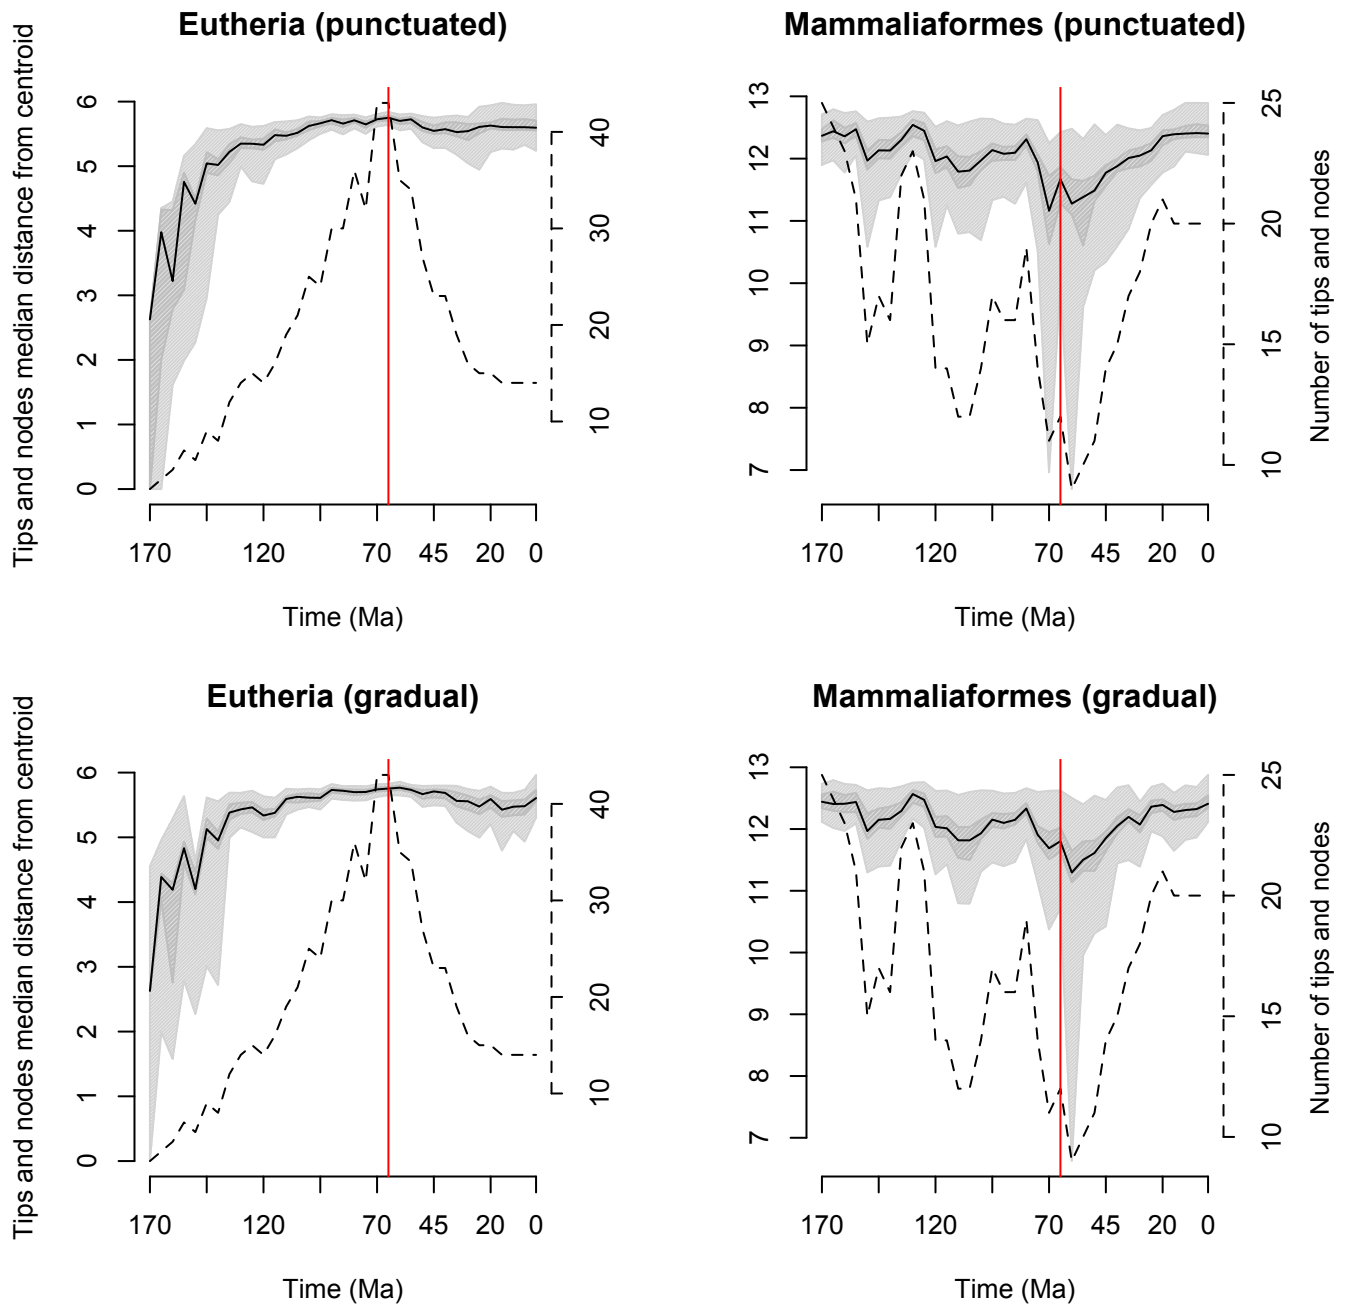 Eutheria (punctuated)
Tips and nodes median distance from centroid
0 1 2 3 4 5 6
10 20 30 40
170 120 70 45 20 0
Time (Ma)
Mammaliaformes (punctuated)
7 8 9 10 11 12 13
10 15 20 25
Number of tips and nodes
170 120 70 45 20 0
Time (Ma)
Eutheria (gradual)
Tips and nodes median distance from centroid
0 1 2 3 4 5 6
10 20 30 40
170 120 70 45 20 0
Time (Ma)
Mammaliaformes (gradual)
7 8 9 10 11 12 13
10 15 20 25
Number of tips and nodes
170 120 70 45 20 0
Time (Ma)